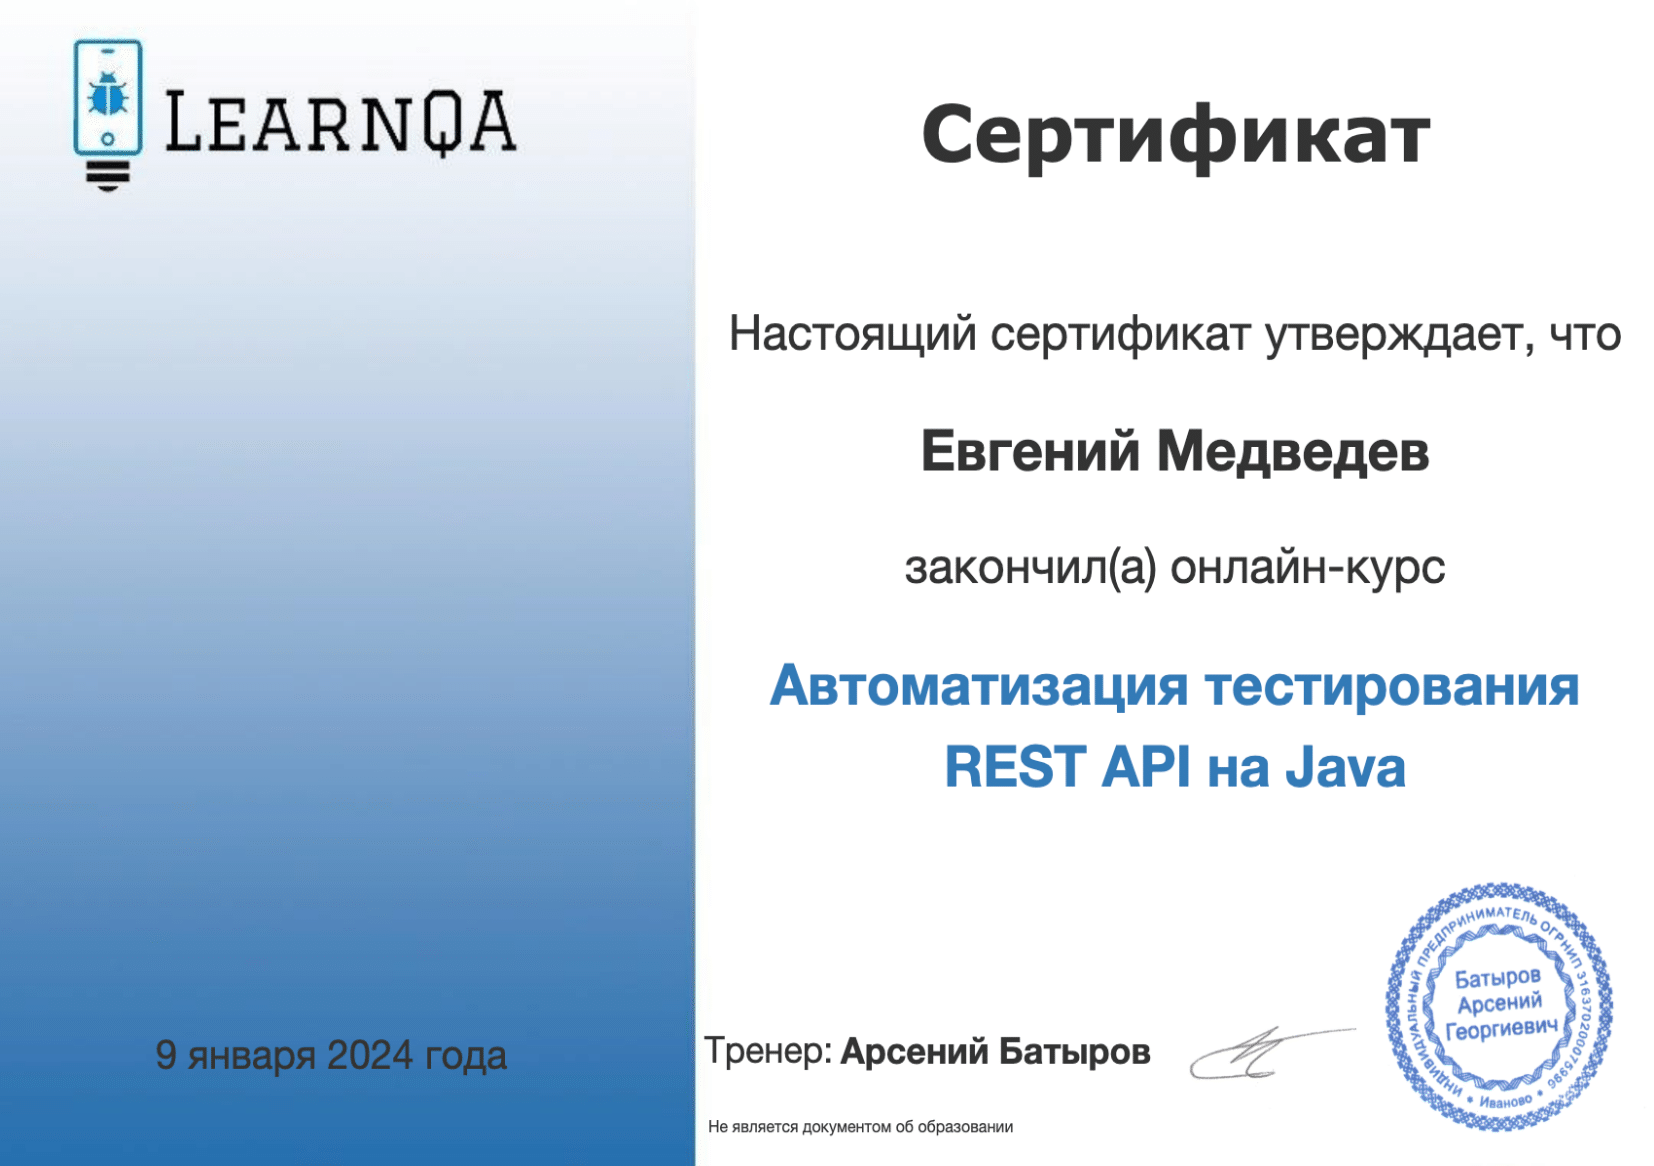 LEARNQA
Сертификат
Настоящий сертификат утверждает, что
Евгений Медведев
закончил(а) онлайн-курс
Автоматизация тестирования
REST API на Java
9 января 2024 года
Тренер: Арсений Батыров
ИНДИВИДУАЛЬНЫЙ ПРЕДПРИНИМАТЕЛЬ ОГРНИП 316370200075996
Батыров
Арсений
Георгиевич
* Иваново *
Не является документом об образовании